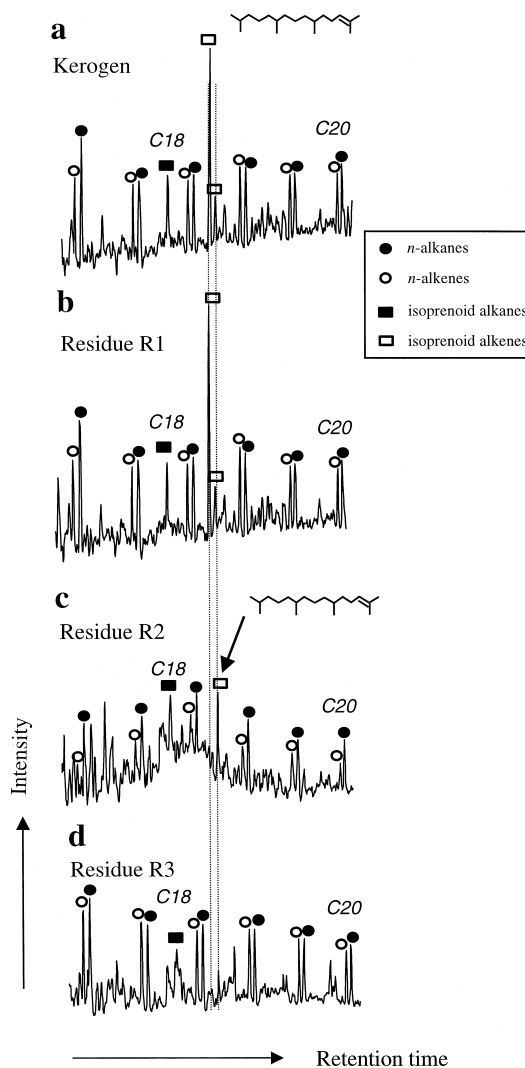 a
Kerogen
C18
C20
n-alkanes
n-alkenes
isoprenoid alkanes
isoprenoid alkenes
b
Residue R1
C18
C20
c
Residue R2
C18
C20
d
Residue R3
C18
C20
Intensity
Retention time